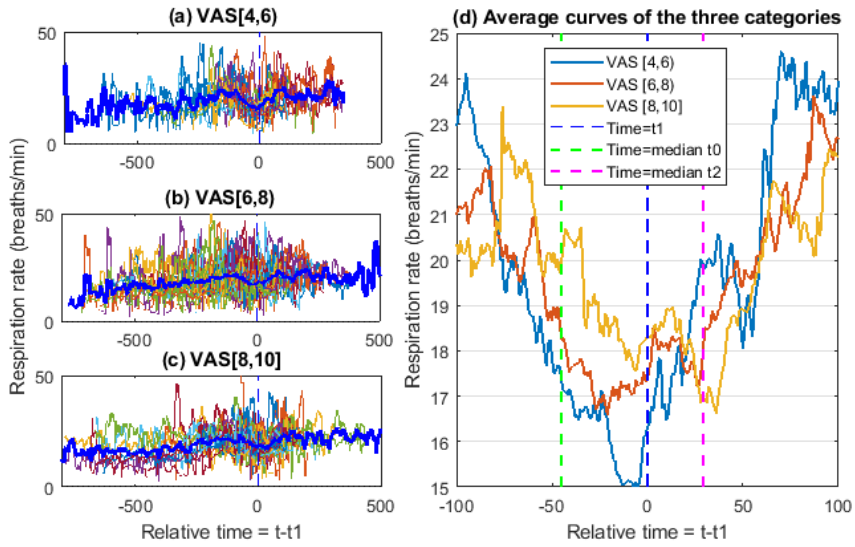 (a) VAS[4,6)
50
0
-500
0
500
(b) VAS[6,8)
50
0
-500
0
500
(c) VAS[8,10]
50
0
-500
0
500
Respiration rate (breaths/min)
Relative time = t-t1
(d) Average curves of the three categories
VAS [4,6)
VAS [6,8)
VAS [8,10]
Time=t1
Time=median t0
Time=median t2
25
24
23
22
21
20
19
18
17
16
15
-100
-50
0
50
100
Respiration rate (breaths/min)
Relative time = t-t1